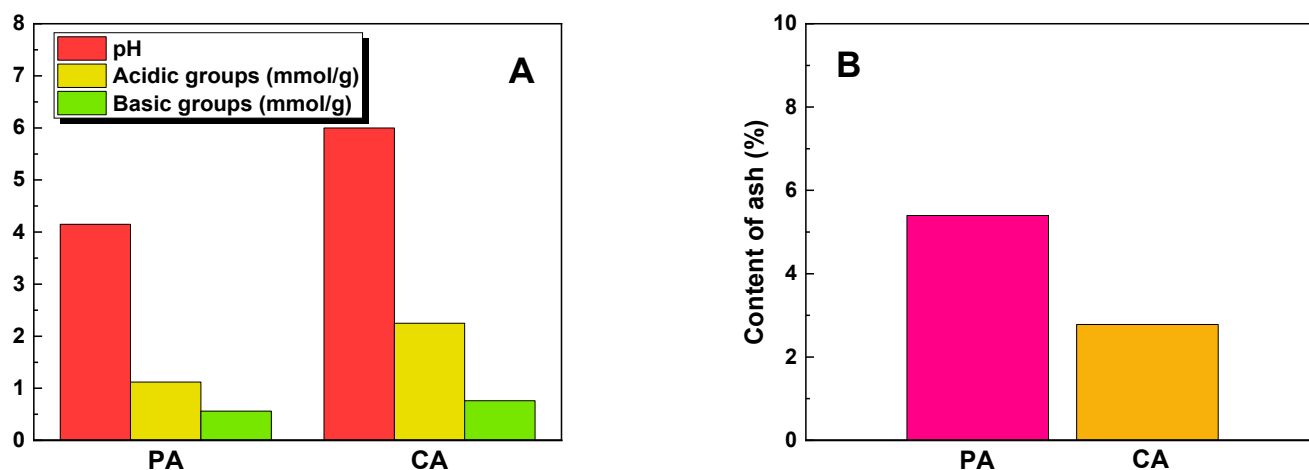 8
7
6
5
4
3
2
1
0
pH
Acidic groups (mmol/g)
Basic groups (mmol/g)
A
PA
CA
Content of ash (%)
10
8
6
4
2
0
B
PA
CA